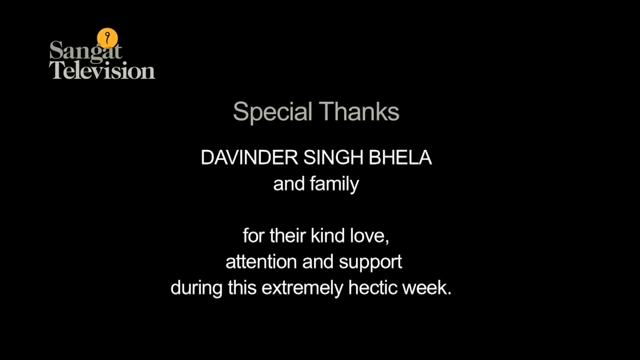 Sangat
Television
Special Thanks
DAVINDER SINGH BHELA
and family
for their kind love,
attention and support
during this extremely hectic week.